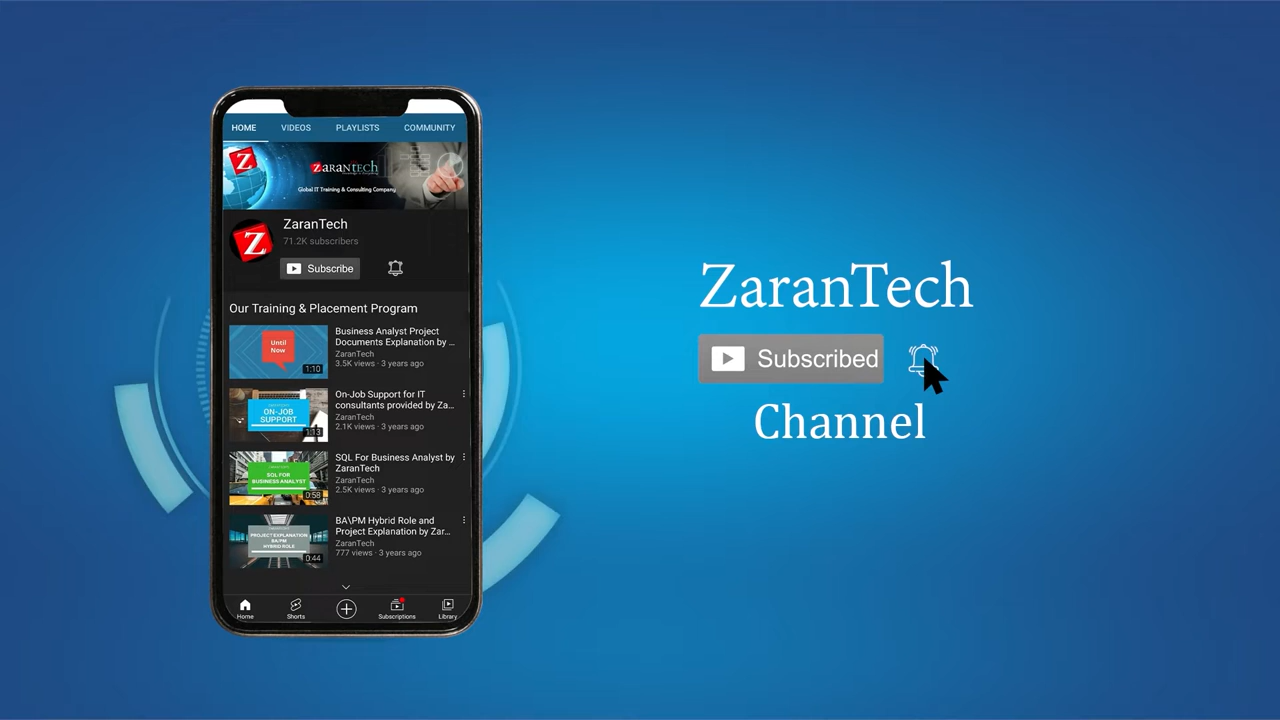 HOME VIDEOS PLAYLISTS COMMUNITY
Z
ZARANTECH
Global IT Training & Consulting Company
Z
ZaranTech
71.2K subscribers
Subscribe
Our Training & Placement Program
Until
Now
1:10
Business Analyst Project
Documents Explanation by ...
ZaranTech
3.5K views · 3 years ago
ON-JOB
SUPPORT
1:13
On-Job Support for IT
consultants provided by Za...
ZaranTech
2.1K views · 3 years ago
SQL FOR
BUSINESS ANALYST
0:58
SQL For Business Analyst by
ZaranTech
ZaranTech
2.5K views · 3 years ago
PROJECT EXPLANATION
BA/PM
HYBRID ROLE
0:44
BA\PM Hybrid Role and
Project Explanation by Zar...
ZaranTech
777 views · 3 years ago
Home Shorts Subscriptions Library
ZaranTech
Subscribed
Channel